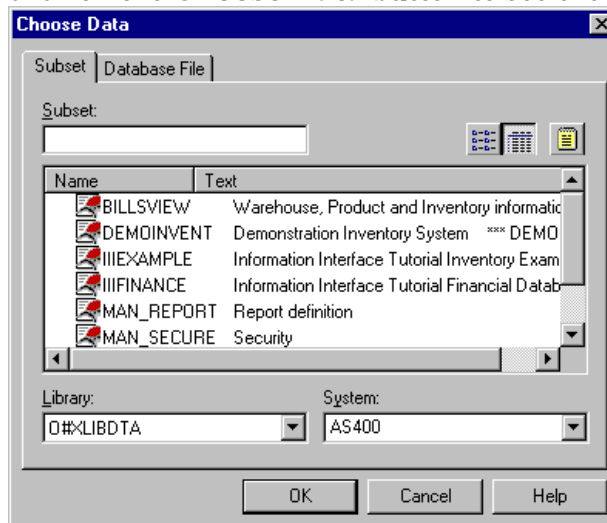 Choose Data
Subset Database File
Subset:
Name Text
BILLSVIEW Warehouse, Product and Inventory informatic
DEMOINVENT Demonstration Inventory System *** DEMO
IIIEXAMPLE Information Interface Tutorial Inventory Exam
IIIFINANCE Information Interface Tutorial Financial Datab
MAN_REPORT Report definition
MAN_SECURE Security
Library: System:
O#XLIBDTA AS400
OK Cancel Help